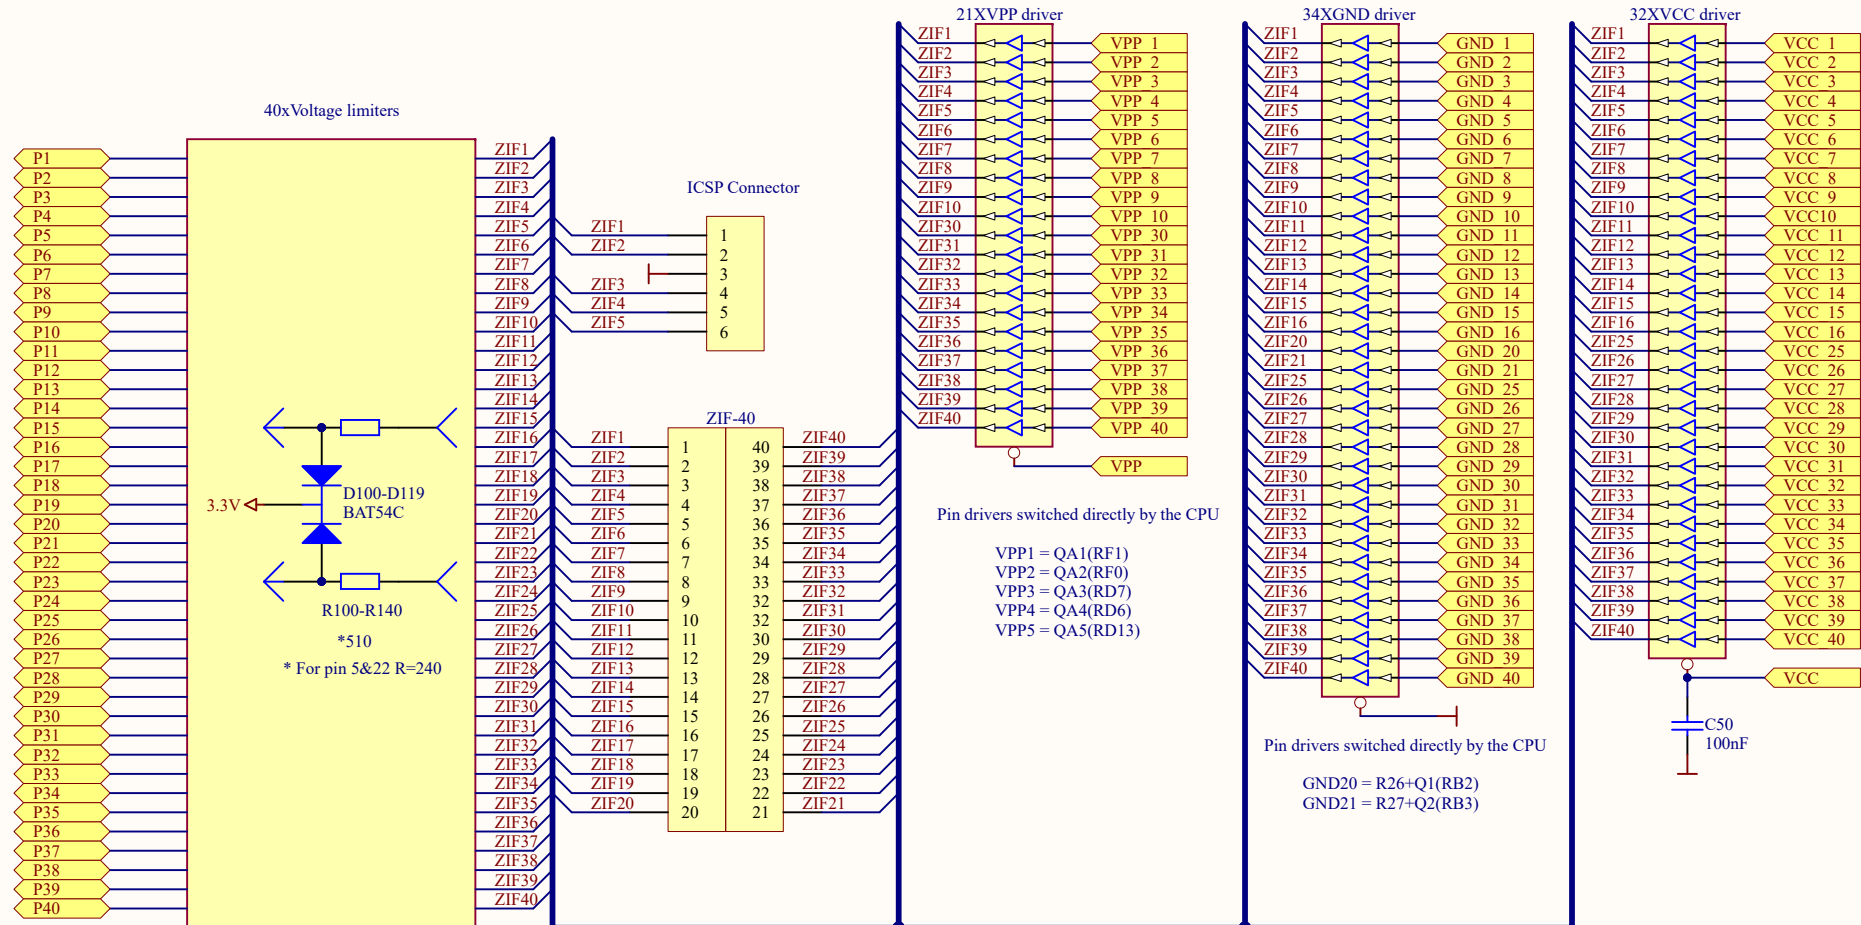 40xVoltage limiters
P1
P2
P3
P4
P5
P6
P7
P8
P9
P10
P11
P12
P13
P14
P15
P16
P17
P18
P19
P20
P21
P22
P23
P24
P25
P26
P27
P28
P29
P30
P31
P32
P33
P34
P35
P36
P37
P38
P39
P40
3.3V
D100-D119
BAT54C
R100-R140
*510
* For pin 5&22 R=240
ZIF1
ZIF2
ZIF3
ZIF4
ZIF5
ZIF6
ZIF7
ZIF8
ZIF9
ZIF10
ZIF11
ZIF12
ZIF13
ZIF14
ZIF15
ZIF16
ZIF17
ZIF18
ZIF19
ZIF20
ZIF21
ZIF22
ZIF23
ZIF24
ZIF25
ZIF26
ZIF27
ZIF28
ZIF29
ZIF30
ZIF31
ZIF32
ZIF33
ZIF34
ZIF35
ZIF36
ZIF37
ZIF38
ZIF39
ZIF40
ICSP Connector
ZIF1 1
ZIF2 2
3
ZIF3 4
ZIF4 5
ZIF5 6
ZIF-40
ZIF1 1 40 ZIF40
ZIF2 2 39 ZIF39
ZIF3 3 38 ZIF38
ZIF4 4 37 ZIF37
ZIF5 5 36 ZIF36
ZIF6 6 35 ZIF35
ZIF7 7 34 ZIF34
ZIF8 8 33 ZIF33
ZIF9 9 32 ZIF32
ZIF10 10 32 ZIF31
ZIF11 11 30 ZIF30
ZIF12 12 29 ZIF29
ZIF13 13 28 ZIF28
ZIF14 14 27 ZIF27
ZIF15 15 26 ZIF26
ZIF16 16 25 ZIF25
ZIF17 17 24 ZIF24
ZIF18 18 23 ZIF23
ZIF19 19 22 ZIF22
ZIF20 20 21 ZIF21
21XVPP driver
ZIF1 VPP 1
ZIF2 VPP 2
ZIF3 VPP 3
ZIF4 VPP 4
ZIF5 VPP 5
ZIF6 VPP 6
ZIF7 VPP 7
ZIF8 VPP 8
ZIF9 VPP 9
ZIF10 VPP 10
ZIF30 VPP 30
ZIF31 VPP 31
ZIF32 VPP 32
ZIF33 VPP 33
ZIF34 VPP 34
ZIF35 VPP 35
ZIF36 VPP 36
ZIF37 VPP 37
ZIF38 VPP 38
ZIF39 VPP 39
ZIF40 VPP 40
VPP
Pin drivers switched directly by the CPU
VPP1 = QA1(RF1)
VPP2 = QA2(RF0)
VPP3 = QA3(RD7)
VPP4 = QA4(RD6)
VPP5 = QA5(RD13)
34XGND driver
ZIF1 GND 1
ZIF2 GND 2
ZIF3 GND 3
ZIF4 GND 4
ZIF5 GND 5
ZIF6 GND 6
ZIF7 GND 7
ZIF8 GND 8
ZIF9 GND 9
ZIF10 GND 10
ZIF11 GND 11
ZIF12 GND 12
ZIF13 GND 13
ZIF14 GND 14
ZIF15 GND 15
ZIF16 GND 16
ZIF20 GND 20
ZIF21 GND 21
ZIF25 GND 25
ZIF26 GND 26
ZIF27 GND 27
ZIF28 GND 28
ZIF29 GND 29
ZIF30 GND 30
ZIF31 GND 31
ZIF32 GND 32
ZIF33 GND 33
ZIF34 GND 34
ZIF35 GND 35
ZIF36 GND 36
ZIF37 GND 37
ZIF38 GND 38
ZIF39 GND 39
ZIF40 GND 40
Pin drivers switched directly by the CPU
GND20 = R26+Q1(RB2)
GND21 = R27+Q2(RB3)
32XVCC driver
ZIF1 VCC 1
ZIF2 VCC 2
ZIF3 VCC 3
ZIF4 VCC 4
ZIF5 VCC 5
ZIF6 VCC 6
ZIF7 VCC 7
ZIF8 VCC 8
ZIF9 VCC 9
ZIF10 VCC10
ZIF11 VCC 11
ZIF12 VCC 12
ZIF13 VCC 13
ZIF14 VCC 14
ZIF15 VCC 15
ZIF16 VCC 16
ZIF25 VCC 25
ZIF26 VCC 26
ZIF27 VCC 27
ZIF28 VCC 28
ZIF29 VCC 29
ZIF30 VCC 30
ZIF31 VCC 31
ZIF32 VCC 32
ZIF33 VCC 33
ZIF34 VCC 34
ZIF35 VCC 35
ZIF36 VCC 36
ZIF37 VCC 37
ZIF38 VCC 38
ZIF39 VCC 39
ZIF40 VCC 40
VCC
C50
100nF